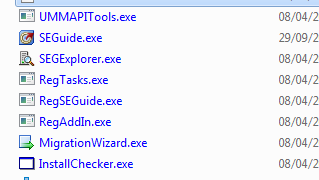 UMMAPITools.exe 08/04/2
SEGuide.exe 29/09/2
SEGExplorer.exe 08/04/2
RegTasks.exe 08/04/2
RegSEGuide.exe 08/04/2
RegAddIn.exe 08/04/2
MigrationWizard.exe 08/04/2
InstallChecker.exe 08/04/2